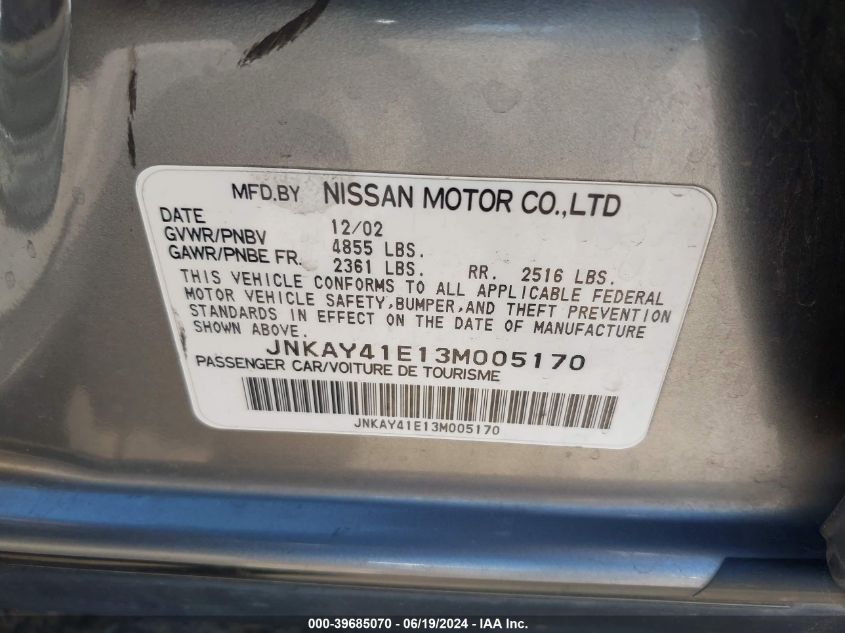 MFD.BY NISSAN MOTOR CO.,LTD
DATE 12/02
GVWR/PNBV 4855 LBS.
GAWR/PNBE FR. 2361 LBS. RR. 2516 LBS.
THIS VEHICLE CONFORMS TO ALL APPLICABLE FEDERAL
MOTOR VEHICLE SAFETY,BUMPER,AND THEFT PREVENTION
STANDARDS IN EFFECT ON THE DATE OF MANUFACTURE
SHOWN ABOVE.
JNKAY41E13M005170
PASSENGER CAR/VOITURE DE TOURISME
JNKAY41E13M005170
000-39685070 - 06/19/2024 - IAA Inc.